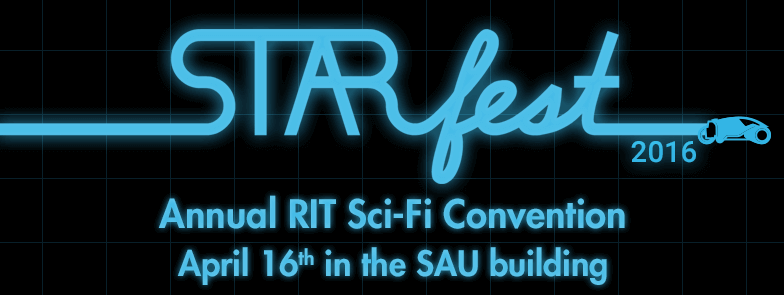 STARfest
2016
Annual RIT Sci-Fi Convention
April 16th in the SAU building